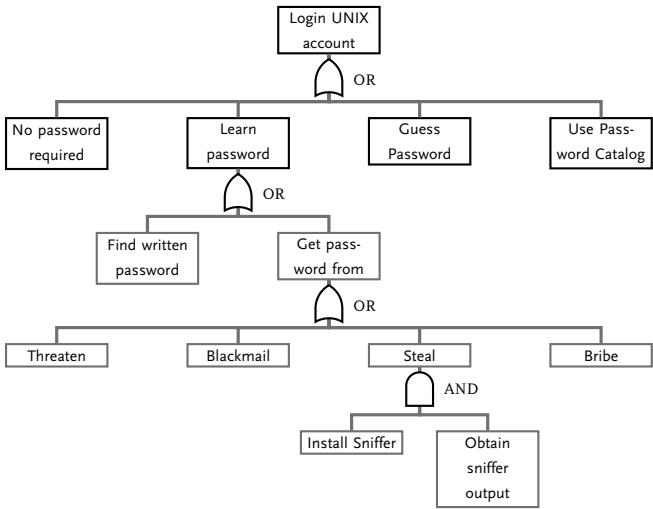 Login UNIX
account
OR
No password
required
Learn
password
Guess
Password
Use Pass-
word Catalog
OR
Find written
password
Get pass-
word from
OR
Threaten
Blackmail
Steal
Bribe
AND
Install Sniffer
Obtain
sniffer
output